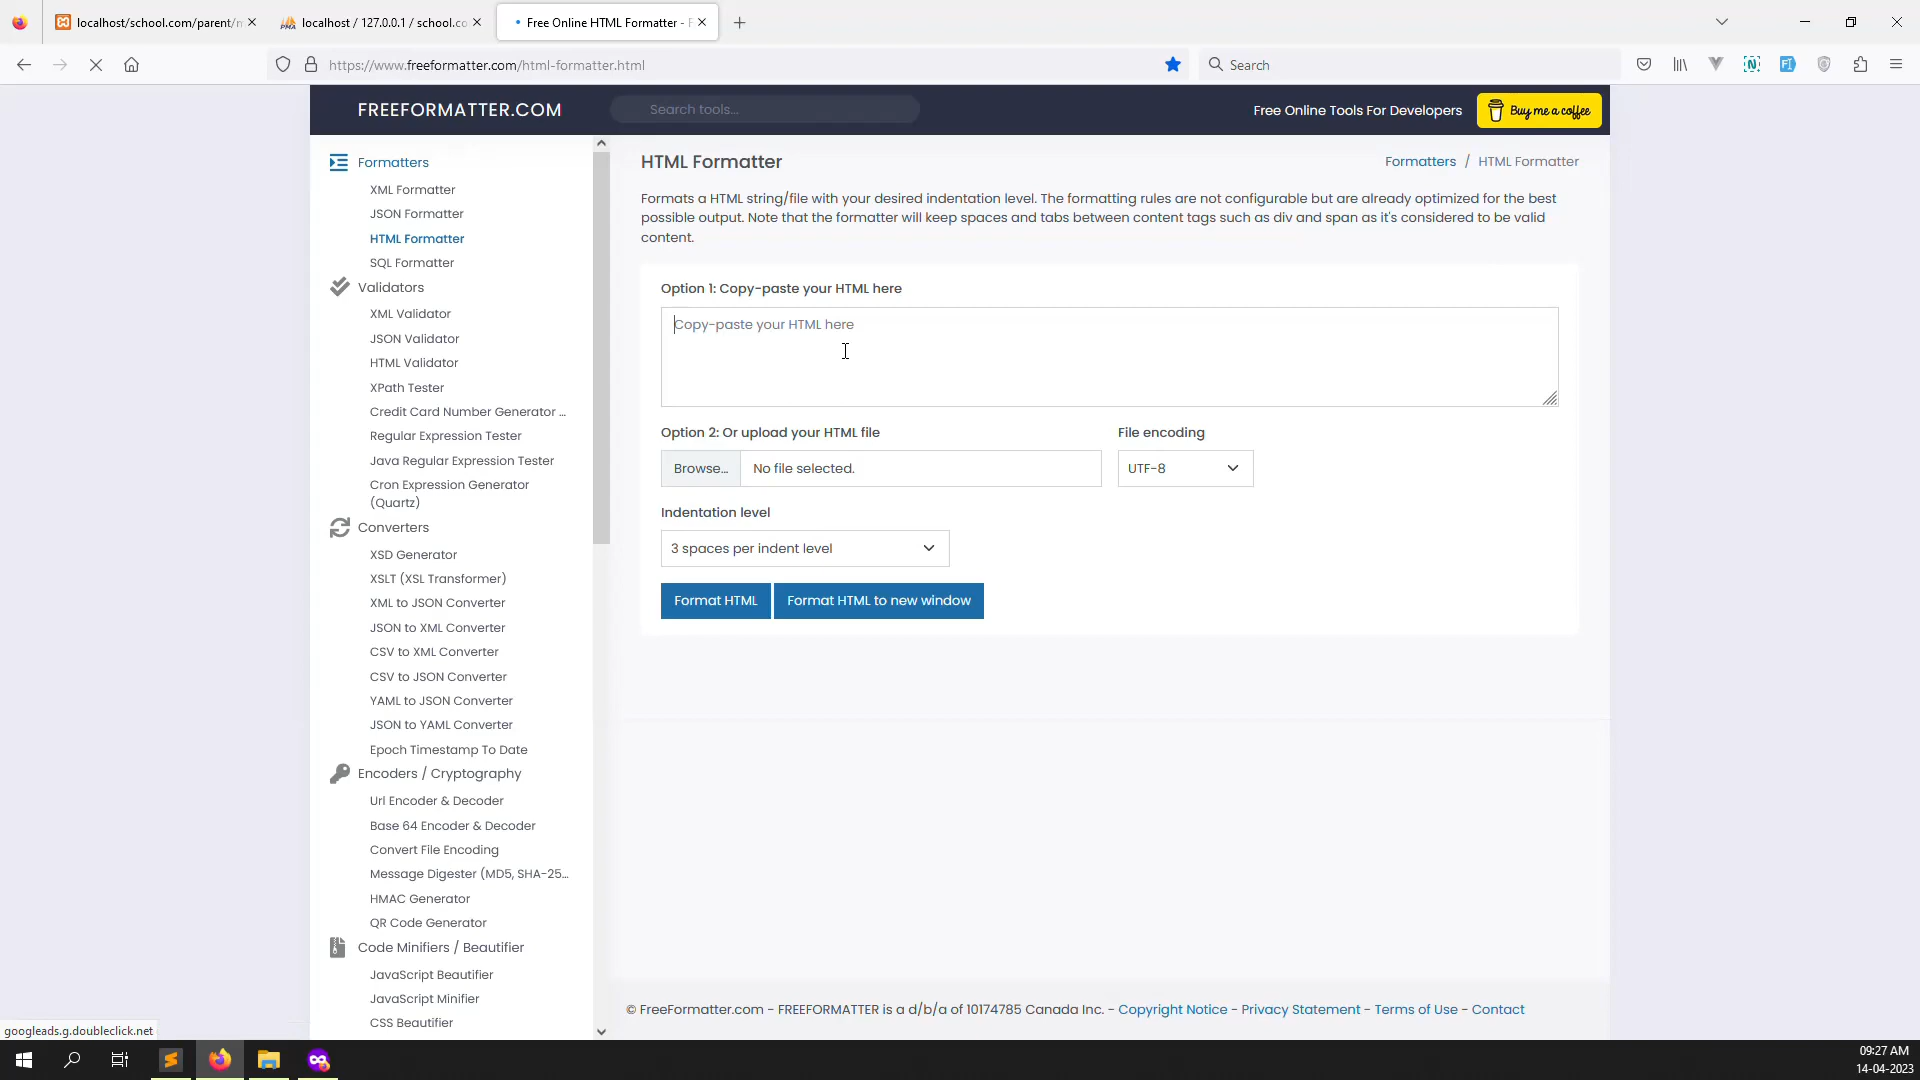 localhost/school.com/parent/m
localhost / 127.0.0.1 / school.co
Free Online HTML Formatter - F
https://www.freeformatter.com/html-formatter.html
Search
FREEFORMATTER.COM
Search tools...
Free Online Tools For Developers
Buy me a coffee
Formatters
XML Formatter
JSON Formatter
HTML Formatter
SQL Formatter
Validators
XML Validator
JSON Validator
HTML Validator
XPath Tester
Credit Card Number Generator ...
Regular Expression Tester
Java Regular Expression Tester
Cron Expression Generator
(Quartz)
Converters
XSD Generator
XSLT (XSL Transformer)
XML to JSON Converter
JSON to XML Converter
CSV to XML Converter
CSV to JSON Converter
YAML to JSON Converter
JSON to YAML Converter
Epoch Timestamp To Date
Encoders / Cryptography
Url Encoder & Decoder
Base 64 Encoder & Decoder
Convert File Encoding
Message Digester (MD5, SHA-25...
HMAC Generator
QR Code Generator
Code Minifiers / Beautifier
JavaScript Beautifier
JavaScript Minifier
CSS Beautifier
HTML Formatter
Formatters / HTML Formatter
Formats a HTML string/file with your desired indentation level. The formatting rules are not configurable but are already optimized for the best
possible output. Note that the formatter will keep spaces and tabs between content tags such as div and span as it's considered to be valid
content.
Option 1: Copy-paste your HTML here
Copy-paste your HTML here
Option 2: Or upload your HTML file
File encoding
Browse... No file selected.
UTF-8
Indentation level
3 spaces per indent level
Format HTML
Format HTML to new window
© FreeFormatter.com - FREEFORMATTER is a d/b/a of 10174785 Canada Inc. - Copyright Notice - Privacy Statement - Terms of Use - Contact
googleads.g.doubleclick.net
09:27 AM
14-04-2023